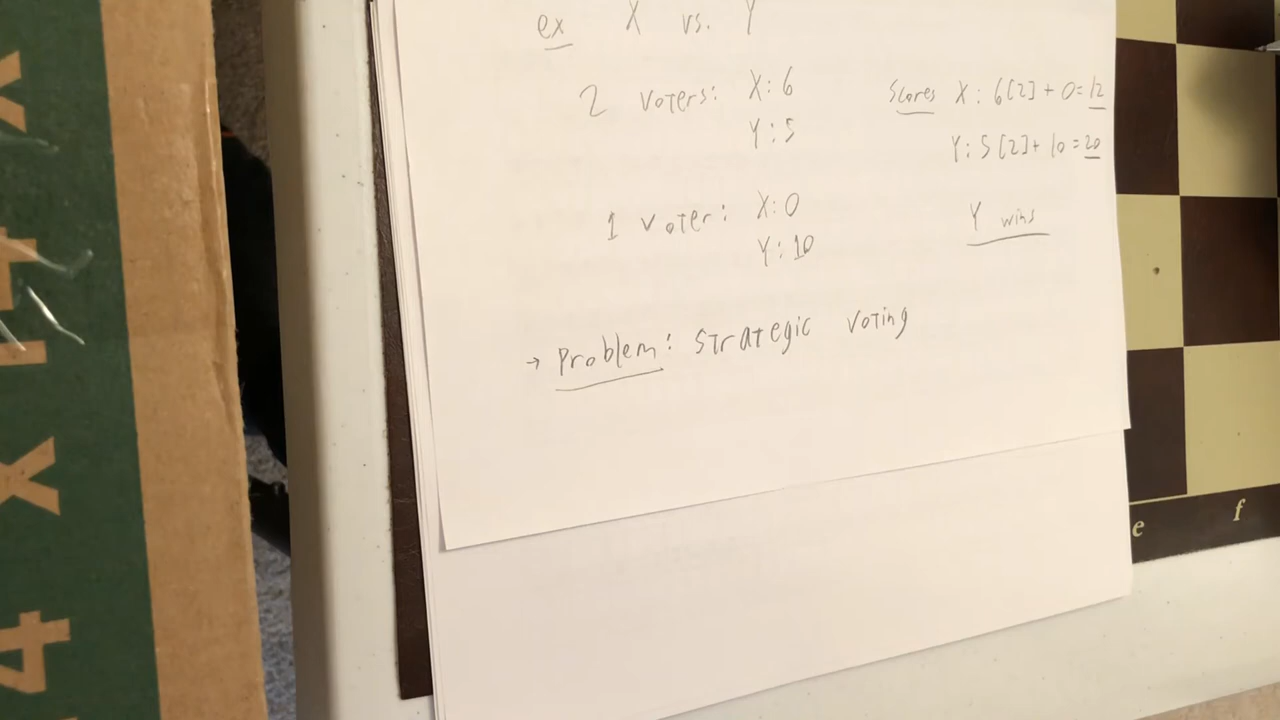 ex X vs. Y
2 voters: X: 6
Y: 5
Scores X: 6[2] + 0 = 12
Y: 5[2] + 10 = 20
1 voter: X: 0
Y: 10
Y wins
→ Problem: Strategic voting
e f
4 X